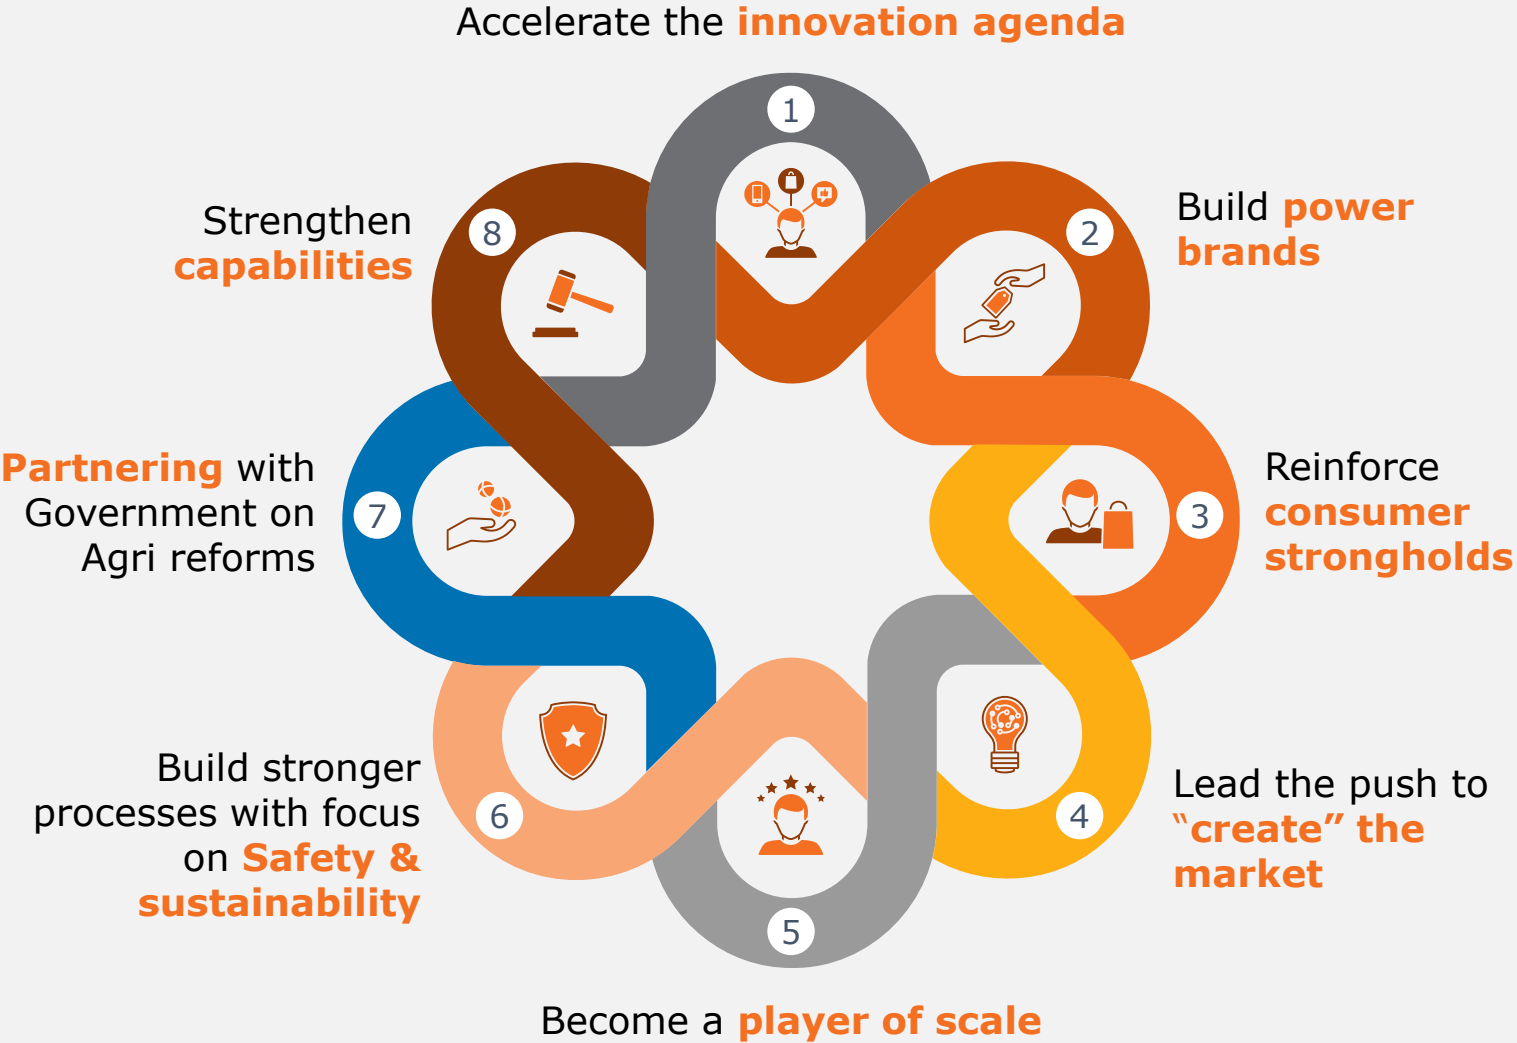 Accelerate the innovation agenda
1
Build power
brands
2
Reinforce
consumer
strongholds
3
Lead the push to
“create” the
market
4
5
Become a player of scale
6
Build stronger
processes with focus
on Safety &
sustainability
7
Partnering with
Government on
Agri reforms
8
Strengthen
capabilities